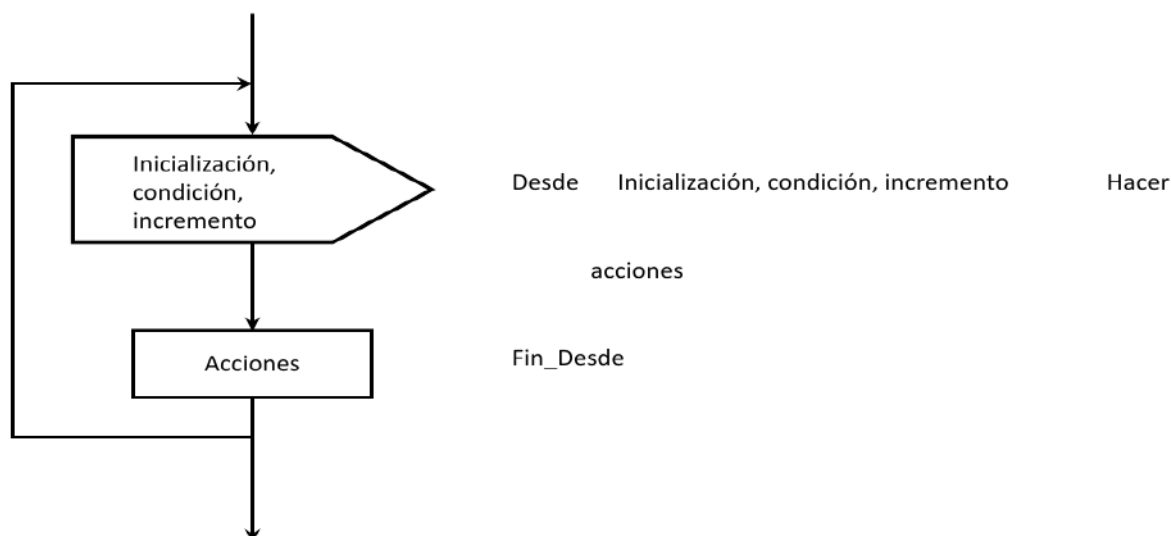 Inicialización,
condición,
incremento
Desde Inicialización, condición, incremento Hacer
acciones
Acciones
Fin_Desde